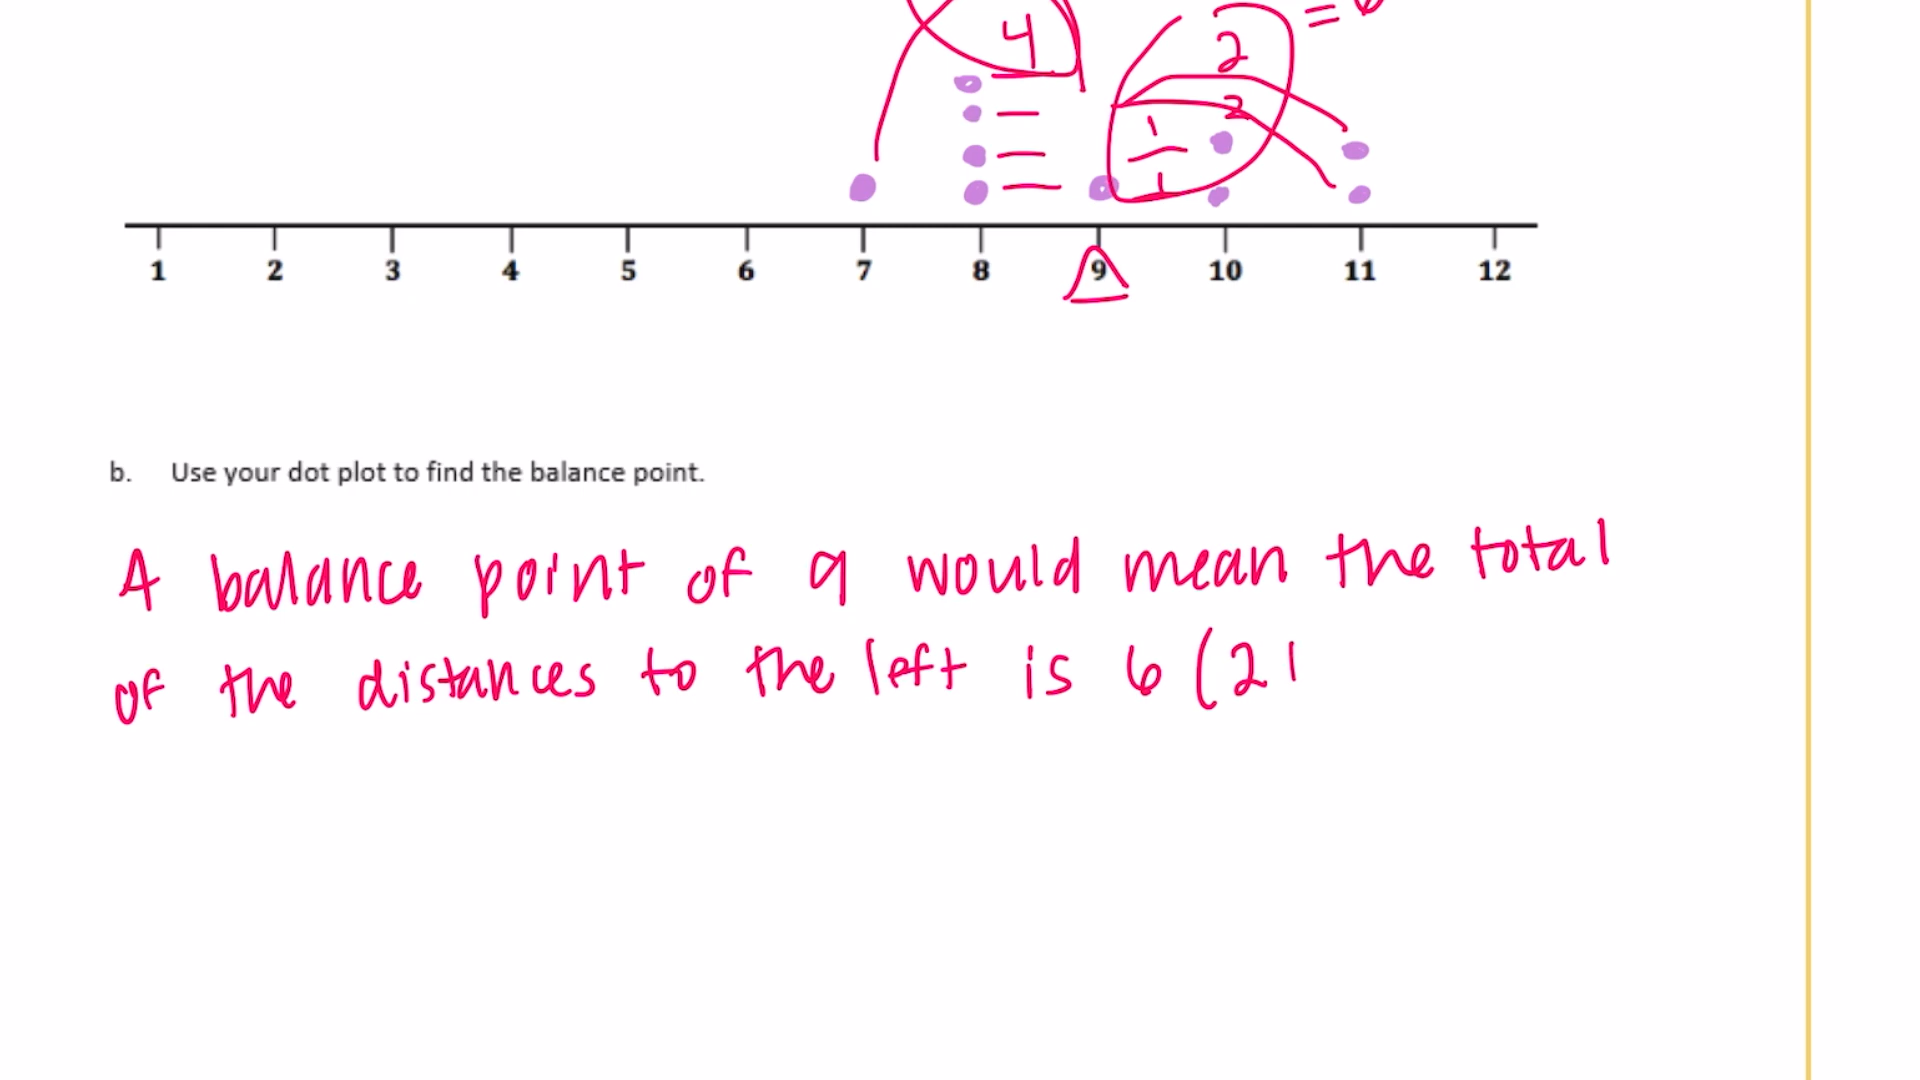 4
2
=
2
1
1
1 2 3 4 5 6 7 8 9 10 11 12
b. Use your dot plot to find the balance point.
A balance point of 9 would mean the total
of the distances to the left is 6 (21